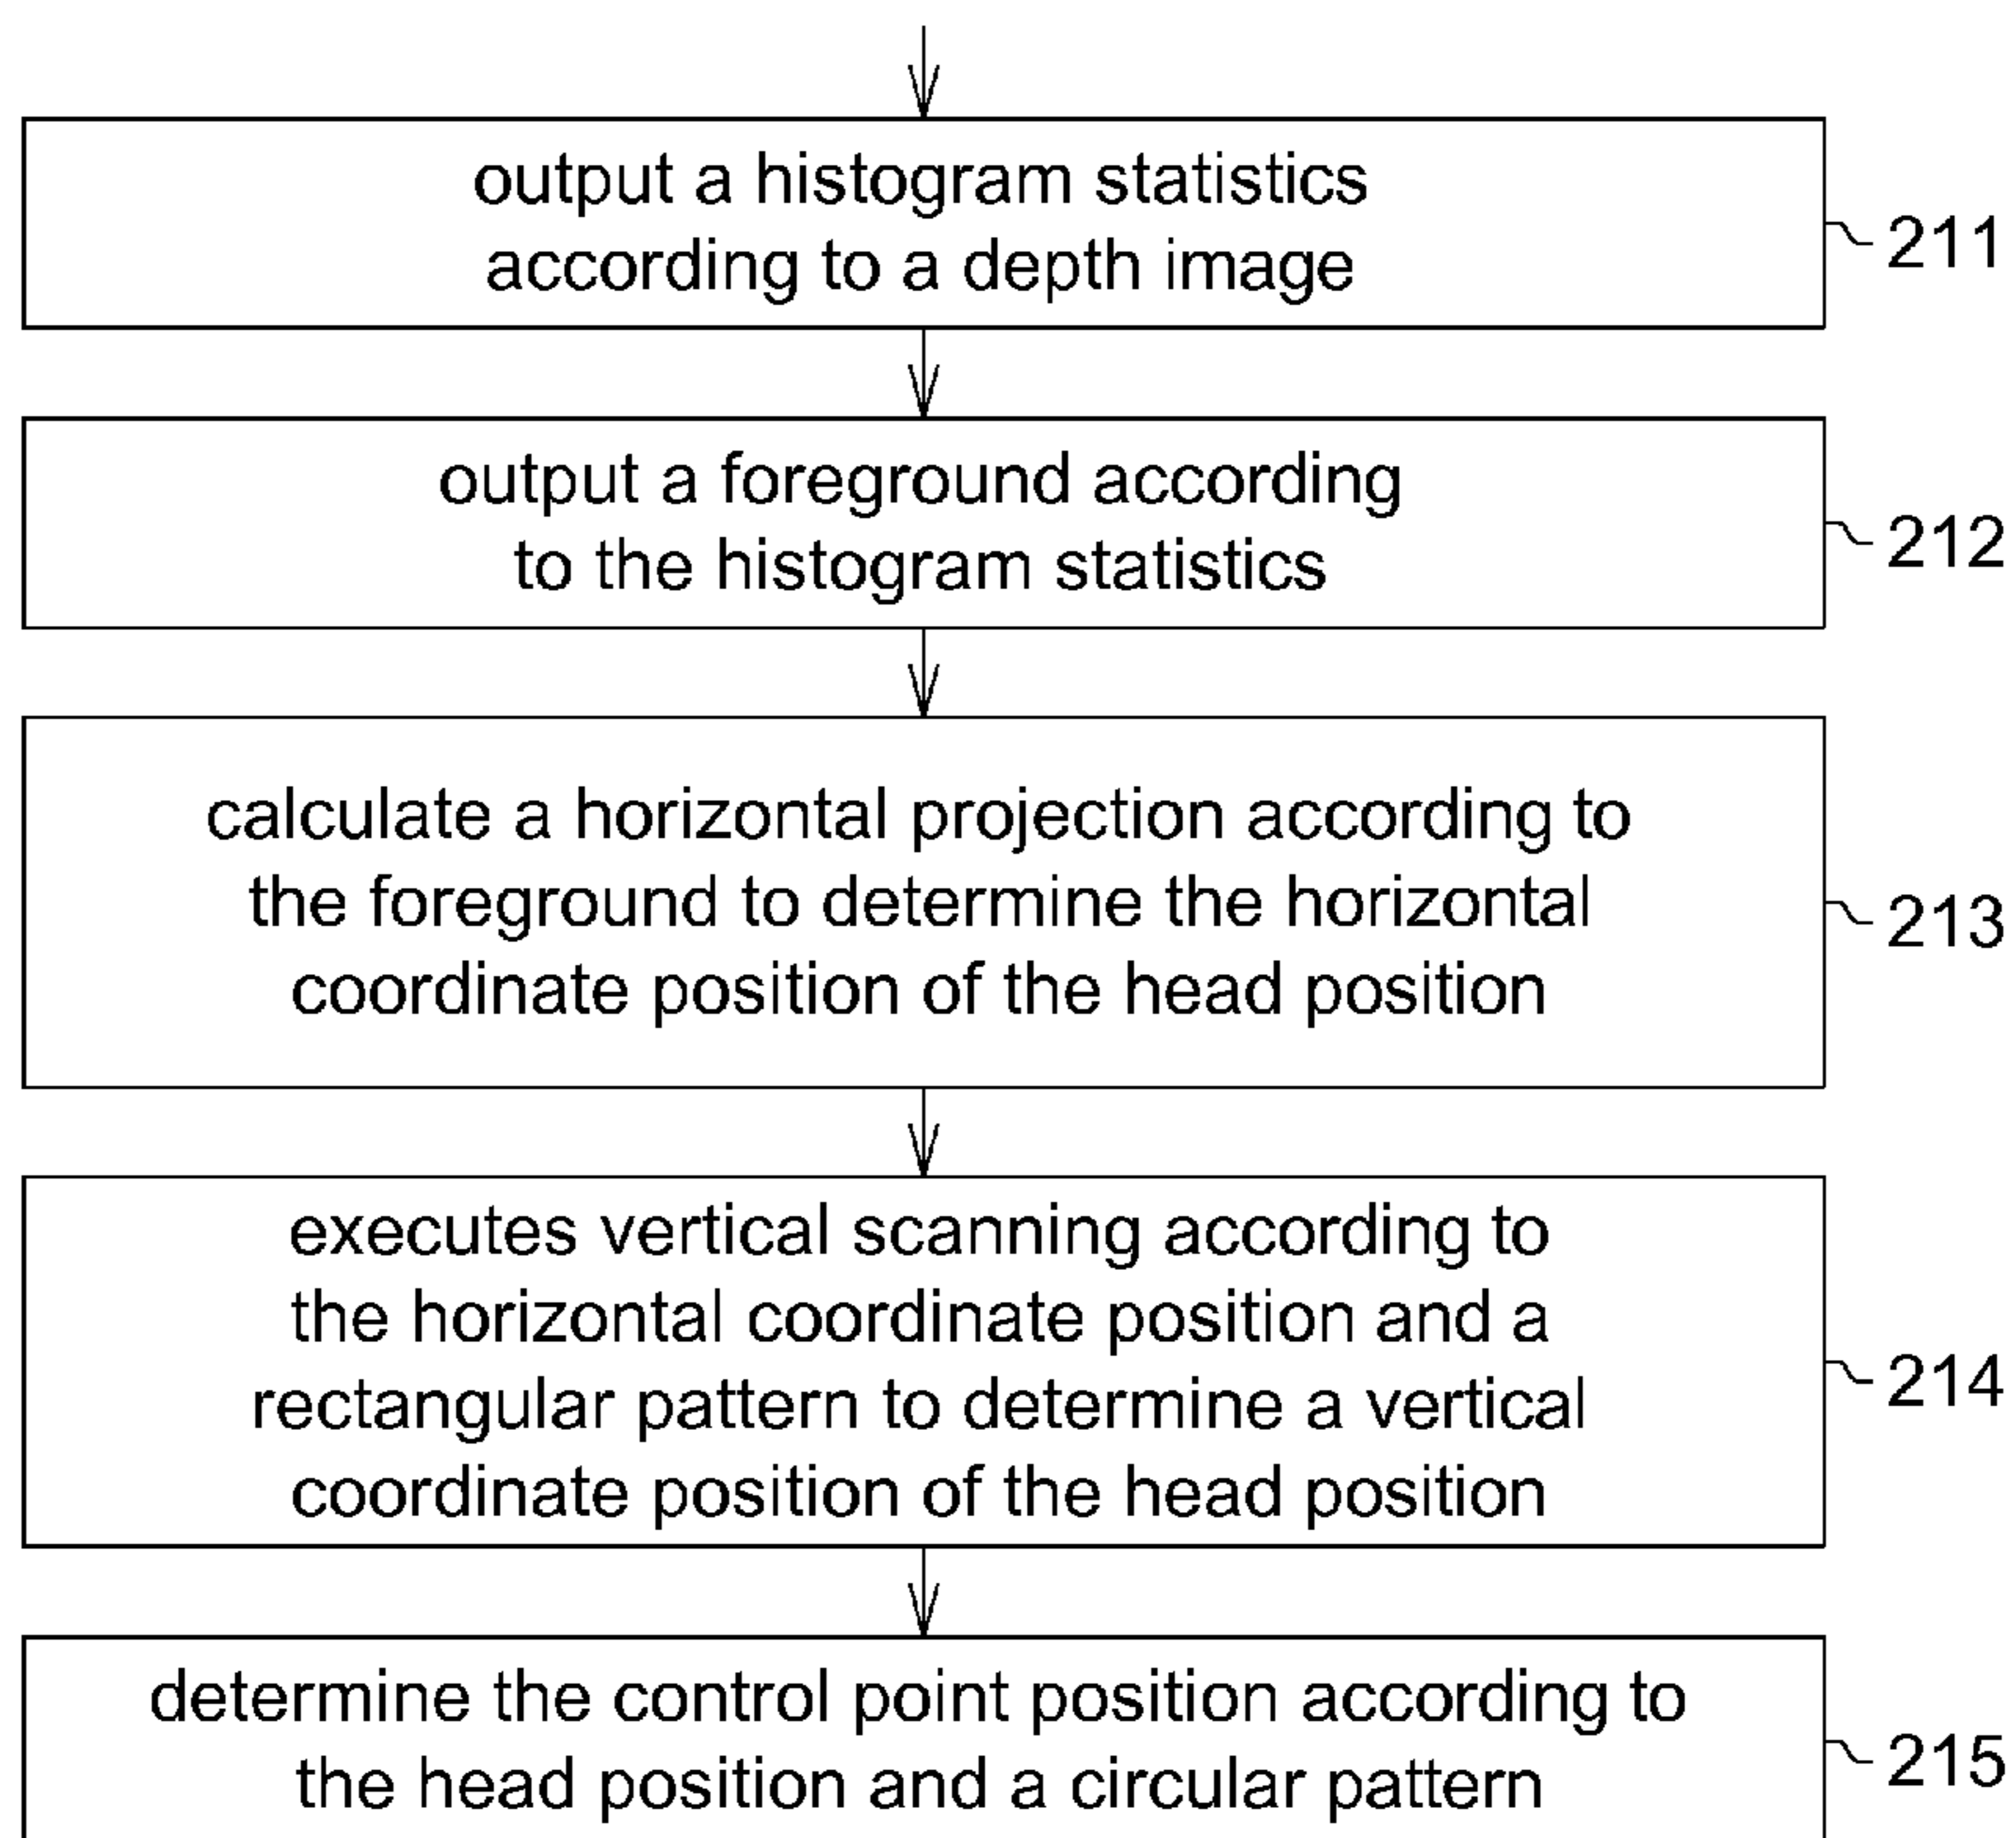 output a histogram statistics
according to a depth image
211
output a foreground according
to the histogram statistics
212
calculate a horizontal projection according to
the foreground to determine the horizontal
coordinate position of the head position
213
executes vertical scanning according to
the horizontal coordinate position and a
rectangular pattern to determine a vertical
coordinate position of the head position
214
determine the control point position according to
the head position and a circular pattern
215